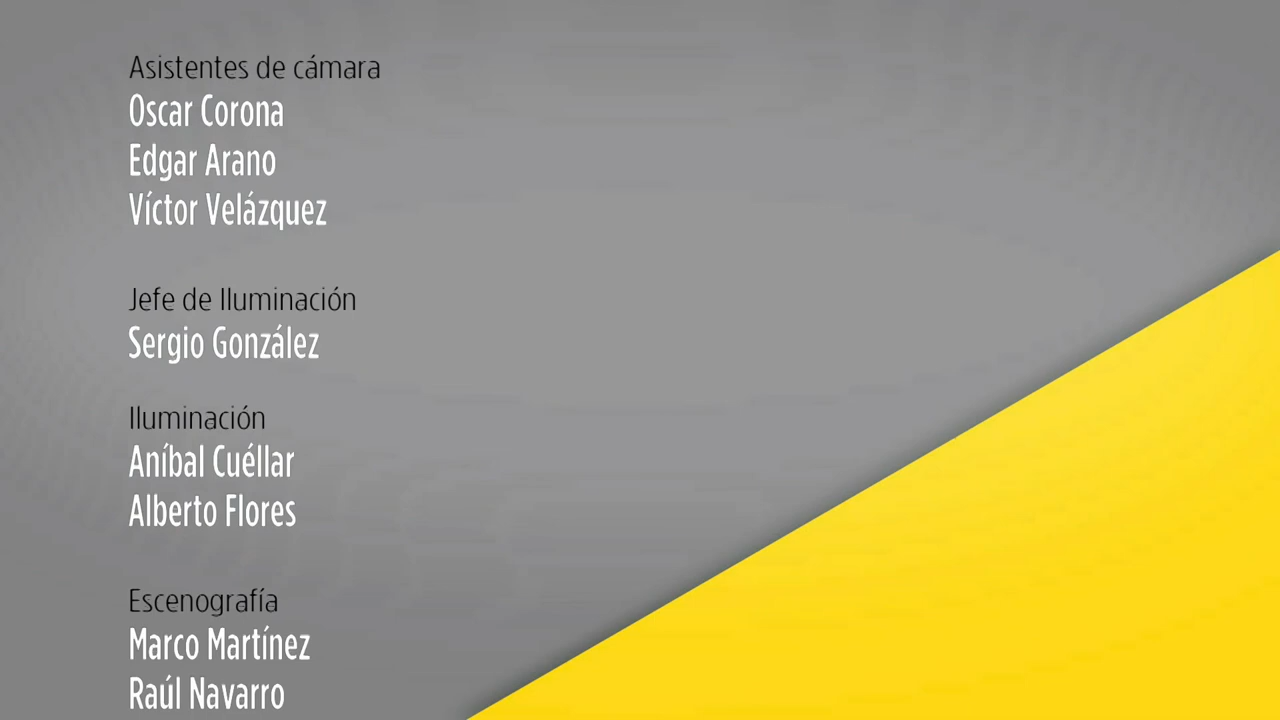 Asistentes de cámara
Oscar Corona
Edgar Arano
Víctor Velázquez
Jefe de Iluminación
Sergio González
Iluminación
Aníbal Cuéllar
Alberto Flores
Escenografía
Marco Martínez
Raúl Navarro